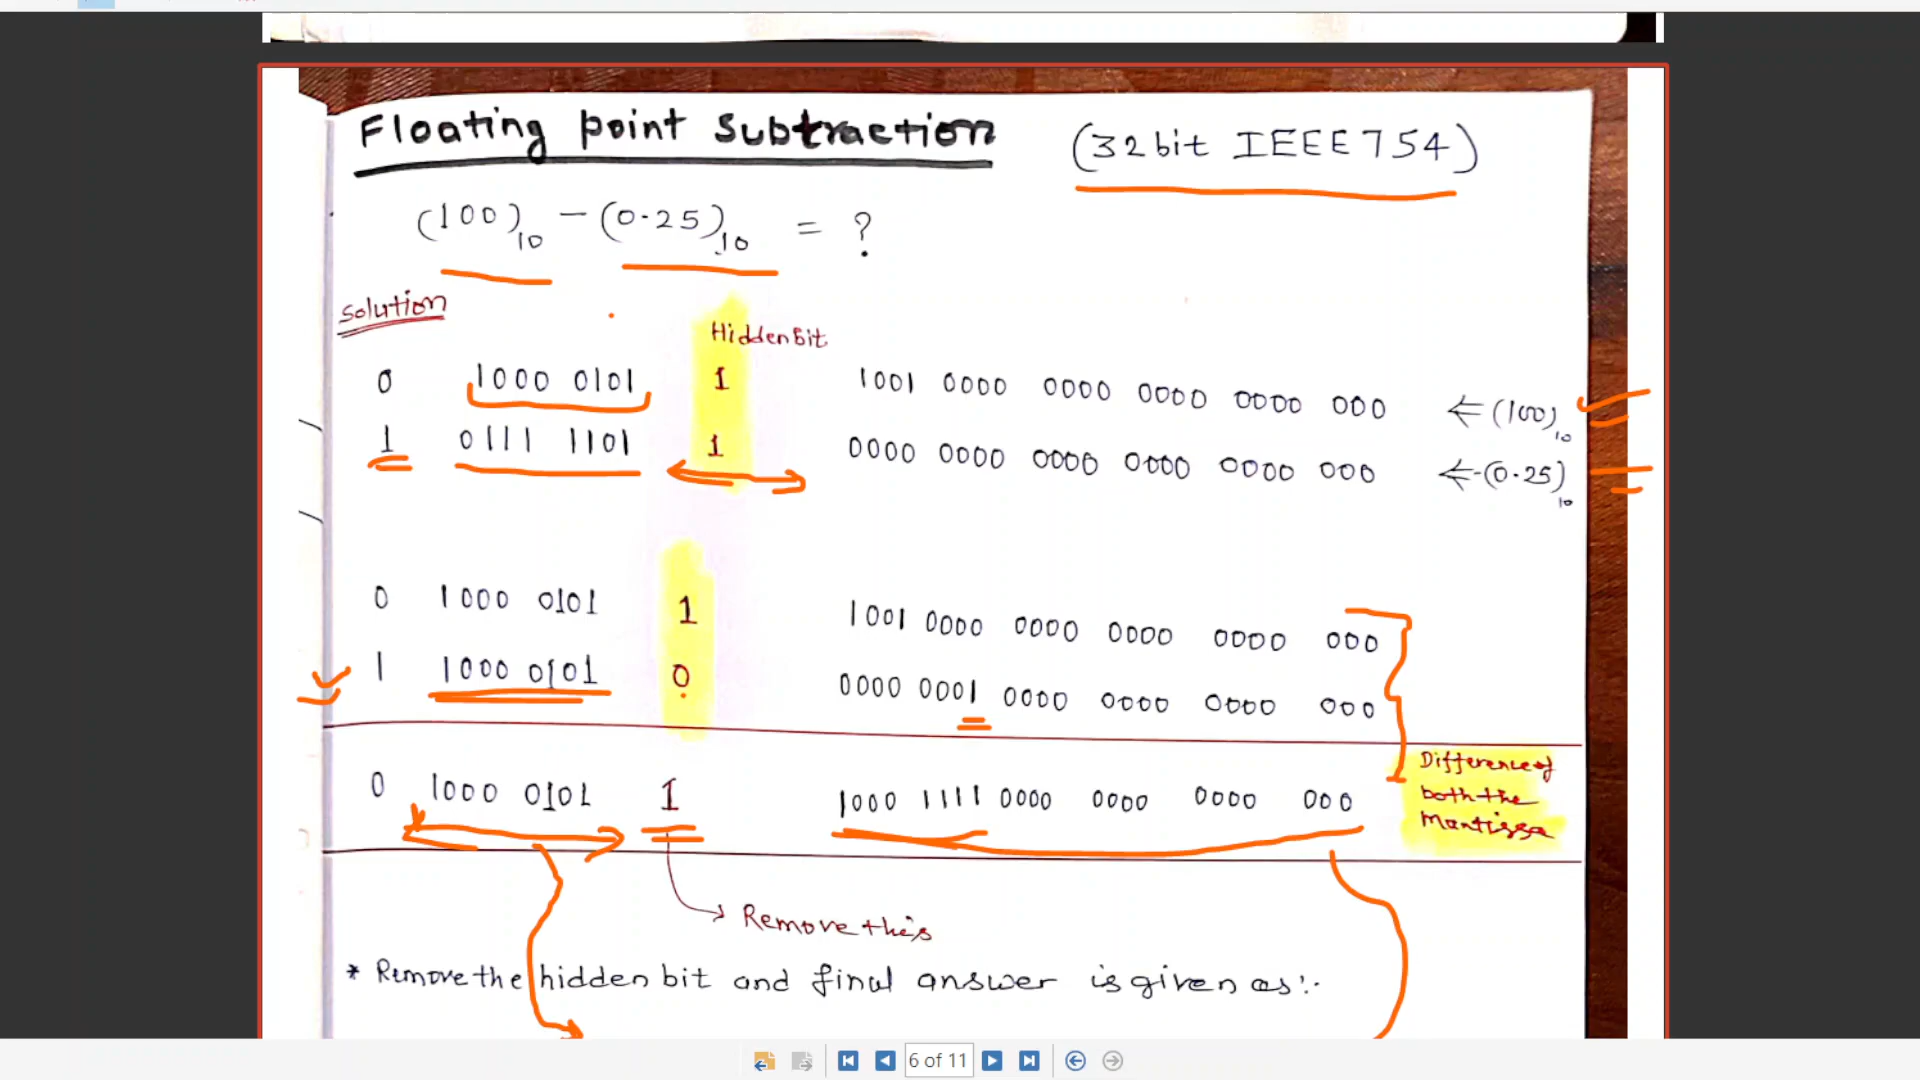 Floating point Subtraction (32 bit IEEE 754)
(100)10 - (0.25)10 = ?
Solution
Hidden bit
0 1000 0101 1 1001 0000 0000 0000 0000 000 ← (100)10
1 0111 1101 1 0000 0000 0000 0000 0000 000 ← -(0.25)10
0 1000 0101 1 1001 0000 0000 0000 0000 000
1 1000 0101 0 0000 0001 0000 0000 0000 000
0 1000 0101 1 1000 1111 0000 0000 0000 000
Difference of
both the
Mantissa
Remove this
* Remove the hidden bit and final answer is given as:-
6 of 11